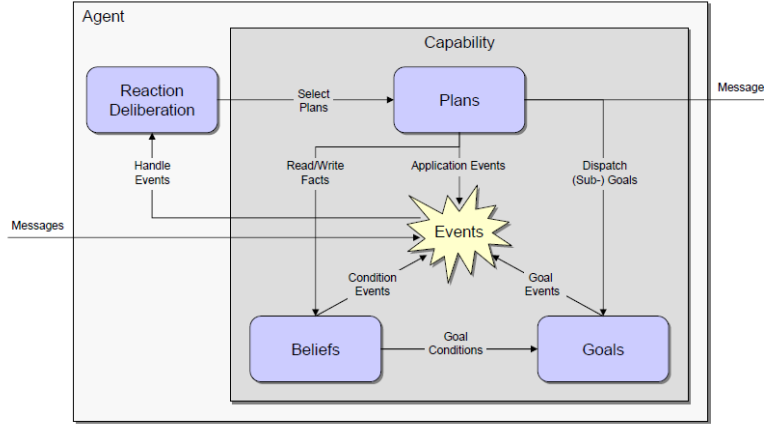 Agent
Capability
Reaction
Deliberation
Select
Plans
Plans
Message
Handle
Events
Read/Write
Facts
Application Events
Dispatch
(Sub-) Goals
Messages
Events
Condition
Events
Goal
Events
Beliefs
Goal
Conditions
Goals